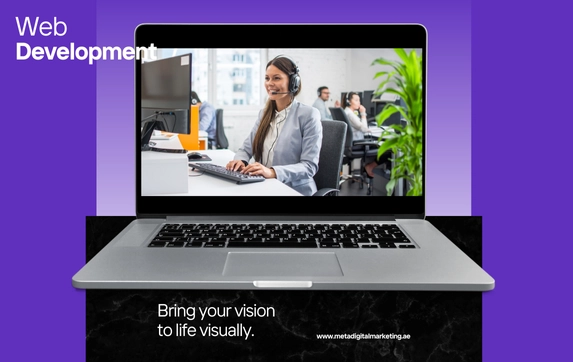 Web
Development
Bring your vision
to life visually.
www.metadigitalmarketing.ae